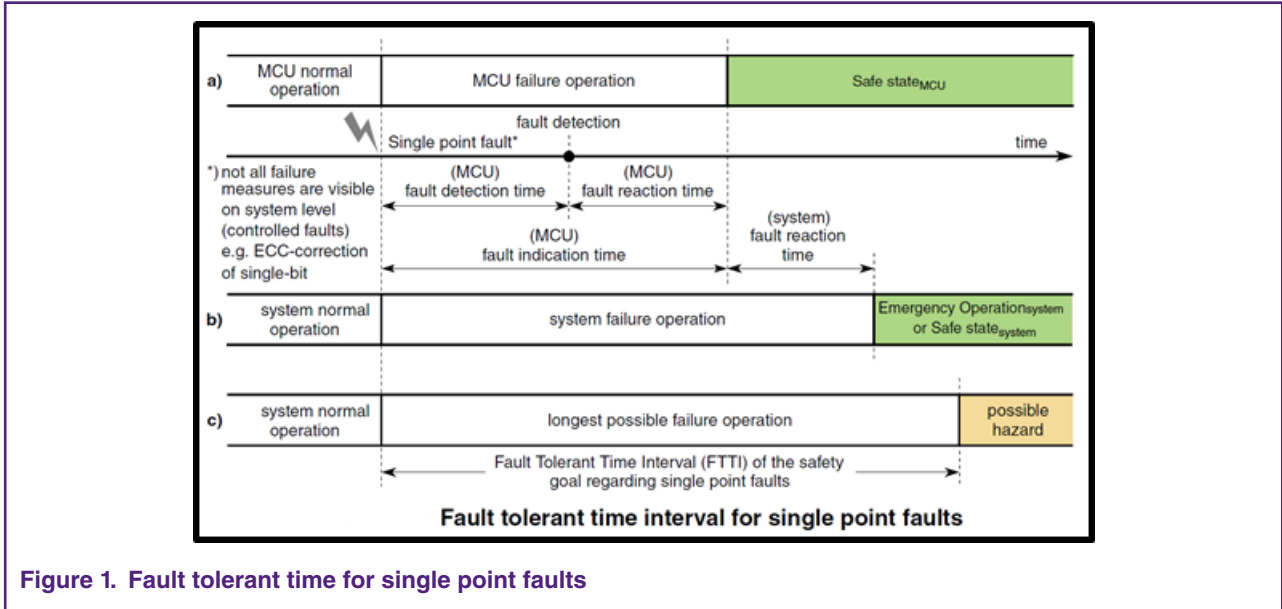 a)
MCU normal
operation
MCU failure operation
Safe stateMCU
fault detection
Single point fault*
time
*) not all failure
measures are visible
on system level
(controlled faults)
e.g. ECC-correction
of single-bit
(MCU)
fault detection time
(MCU)
fault reaction time
(MCU)
fault indication time
(system)
fault reaction
time
b)
system normal
operation
system failure operation
Emergency Operationsystem
or Safe statesystem
c)
system normal
operation
longest possible failure operation
possible
hazard
Fault Tolerant Time Interval (FTTI) of the safety
goal regarding single point faults
Fault tolerant time interval for single point faults
Figure 1. Fault tolerant time for single point faults